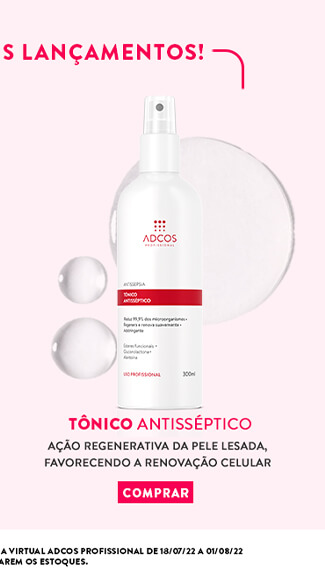 S LANÇAMENTOS!
ADCOS
PROFISSIONAL
ANTISSEPSIA
TÔNICO
ANTISSÉPTICO
Reduz 99,9% dos microorganismos •
Regenera e renova suavemente •
Adstringente
Glicóis funcionais •
Gluconolactona •
Alantoína
USO PROFISSIONAL
300ml
TÔNICO ANTISSÉPTICO
AÇÃO REGENERATIVA DA PELE LESADA,
FAVORECENDO A RENOVAÇÃO CELULAR
COMPRAR
A VIRTUAL ADCOS PROFISSIONAL DE 18/07/22 A 01/08/22
AREM OS ESTOQUES.